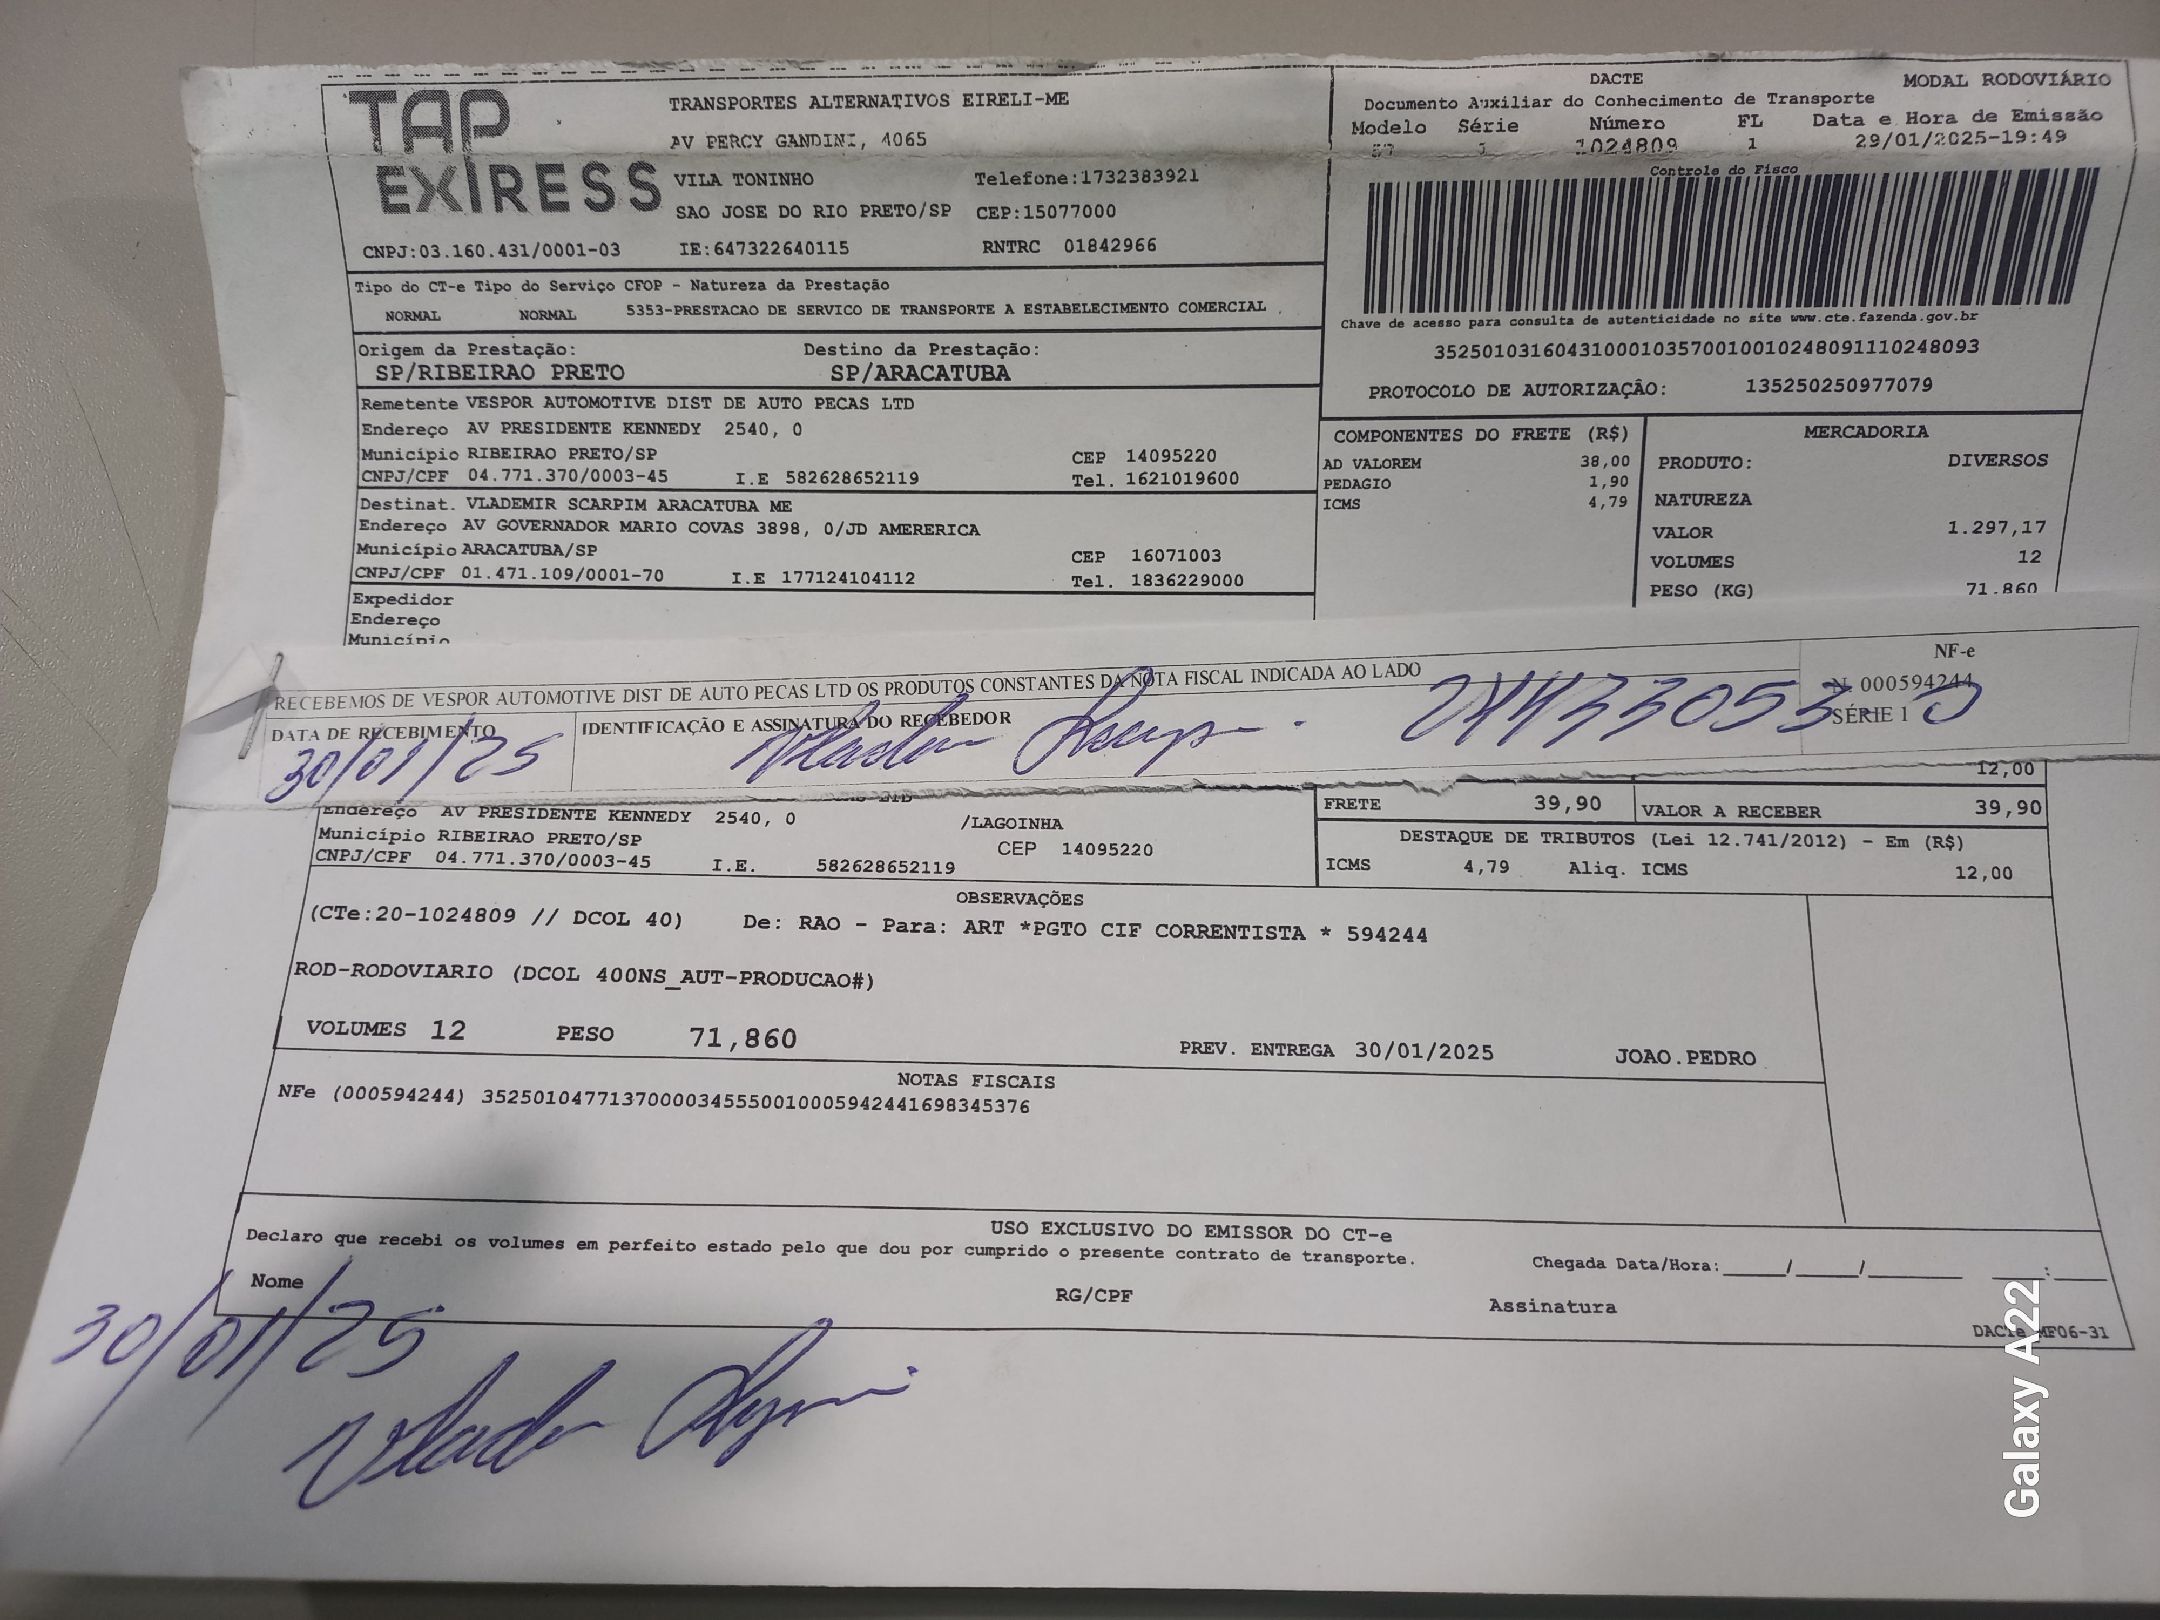 TAP
EXPRESS
TRANSPORTES ALTERNATIVOS EIRELI-ME
AV PERCY GANDINI, 4065
VILA TONINHO Telefone:1732383921
SAO JOSE DO RIO PRETO/SP CEP:15077000
CNPJ:03.160.431/0001-03 IE:647322640115 RNTRC 01842966
DACTE MODAL RODOVIÁRIO
Documento Auxiliar do Conhecimento de Transporte
Modelo Série Número FL Data e Hora de Emissão
57 1024809 1 29/01/2025-19:49
Controle do Fisco
Chave de acesso para consulta de autenticidade no site www.cte.fazenda.gov.br
35250103160431000103570010010248091110248093
PROTOCOLO DE AUTORIZAÇÃO: 135250250977079
Tipo do CT-e Tipo do Serviço CFOP - Natureza da Prestação
NORMAL NORMAL 5353-PRESTACAO DE SERVICO DE TRANSPORTE A ESTABELECIMENTO COMERCIAL
Origem da Prestação: Destino da Prestação:
SP/RIBEIRAO PRETO SP/ARACATUBA
Remetente VESPOR AUTOMOTIVE DIST DE AUTO PECAS LTD
Endereço AV PRESIDENTE KENNEDY 2540, 0
Município RIBEIRAO PRETO/SP CEP 14095220
CNPJ/CPF 04.771.370/0003-45 I.E 582628652119 Tel. 1621019600
Destinat. VLADEMIR SCARPIM ARACATUBA ME
Endereço AV GOVERNADOR MARIO COVAS 3898, 0/JD AMERERICA
Município ARACATUBA/SP CEP 16071003
CNPJ/CPF 01.471.109/0001-70 I.E 177124104112 Tel. 1836229000
Expedidor
Endereço
Município
COMPONENTES DO FRETE (R$)
AD VALOREM 38,00
PEDAGIO 1,90
ICMS 4,79
MERCADORIA
PRODUTO: DIVERSOS
NATUREZA
VALOR 1.297,17
VOLUMES 12
PESO (KG) 71.860
RECEBEMOS DE VESPOR AUTOMOTIVE DIST DE AUTO PECAS LTD OS PRODUTOS CONSTANTES DA NOTA FISCAL INDICADA AO LADO
DATA DE RECEBIMENTO IDENTIFICAÇÃO E ASSINATURA DO RECEBEDOR
30/01/25
NF-e
N. 000594244
SÉRIE 1
12,00
Endereço AV PRESIDENTE KENNEDY 2540, 0 /LAGOINHA
Município RIBEIRAO PRETO/SP CEP 14095220
CNPJ/CPF 04.771.370/0003-45 I.E. 582628652119
FRETE 39,90 VALOR A RECEBER 39,90
DESTAQUE DE TRIBUTOS (Lei 12.741/2012) - Em (R$)
ICMS 4,79 Aliq. ICMS 12,00
OBSERVAÇÕES
(CTe:20-1024809 // DCOL 40) De: RAO - Para: ART *PGTO CIF CORRENTISTA * 594244
ROD-RODOVIARIO (DCOL 400NS_AUT-PRODUCAO#)
VOLUMES 12 PESO 71,860
PREV. ENTREGA 30/01/2025 JOAO.PEDRO
NOTAS FISCAIS
NFe (000594244) 35250104771370000345550010005942441698345376
USO EXCLUSIVO DO EMISSOR DO CT-e
Declaro que recebi os volumes em perfeito estado pelo que dou por cumprido o presente contrato de transporte.
Chegada Data/Hora:_____/_____/________ ____:____
Nome RG/CPF Assinatura
DACTe MF06-31
30/01/25
Galaxy A22